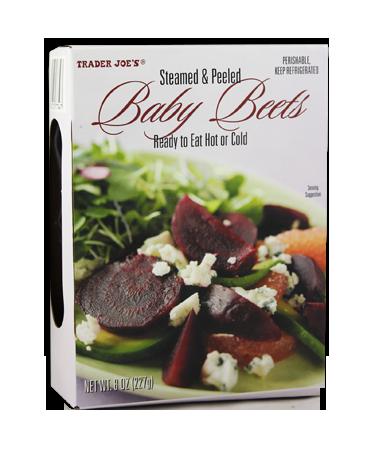 TRADER JOE'S®
PERISHABLE,
KEEP REFRIGERATED
Steamed & Peeled
Baby Beets
Ready to Eat Hot or Cold
Serving
Suggestion
NET WT. 8 OZ (227g)